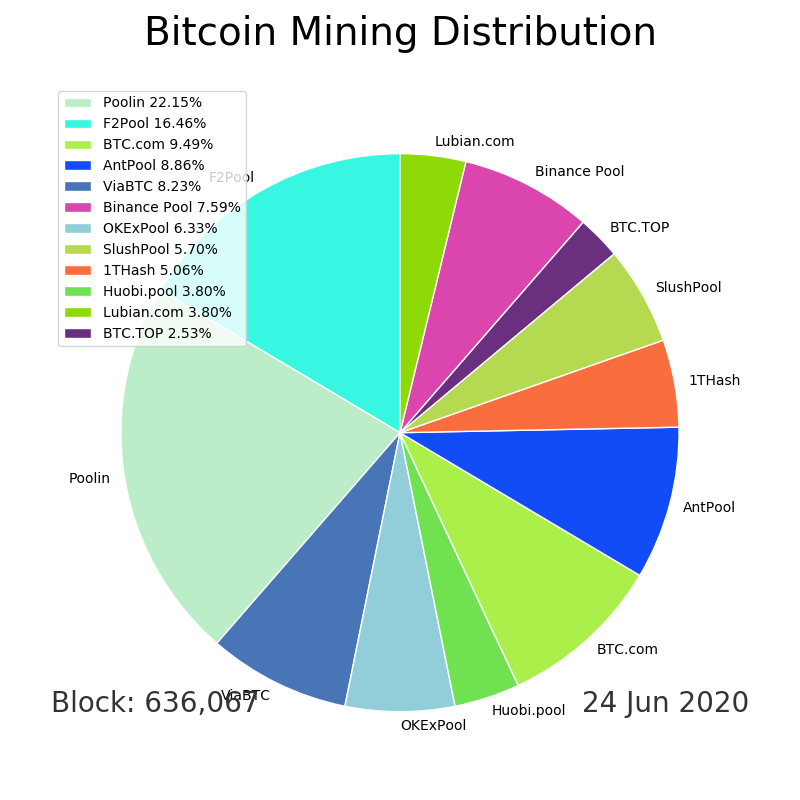 Bitcoin Mining Distribution
Poolin 22.15%
F2Pool 16.46%
BTC.com 9.49%
AntPool 8.86%
ViaBTC 8.23%
Binance Pool 7.59%
OKExPool 6.33%
SlushPool 5.70%
1THash 5.06%
Huobi.pool 3.80%
Lubian.com 3.80%
BTC.TOP 2.53%
F2Pool
Lubian.com
Binance Pool
BTC.TOP
SlushPool
1THash
Poolin
AntPool
BTC.com
ViaBTC
Huobi.pool
OKExPool
Block: 636,067
24 Jun 2020